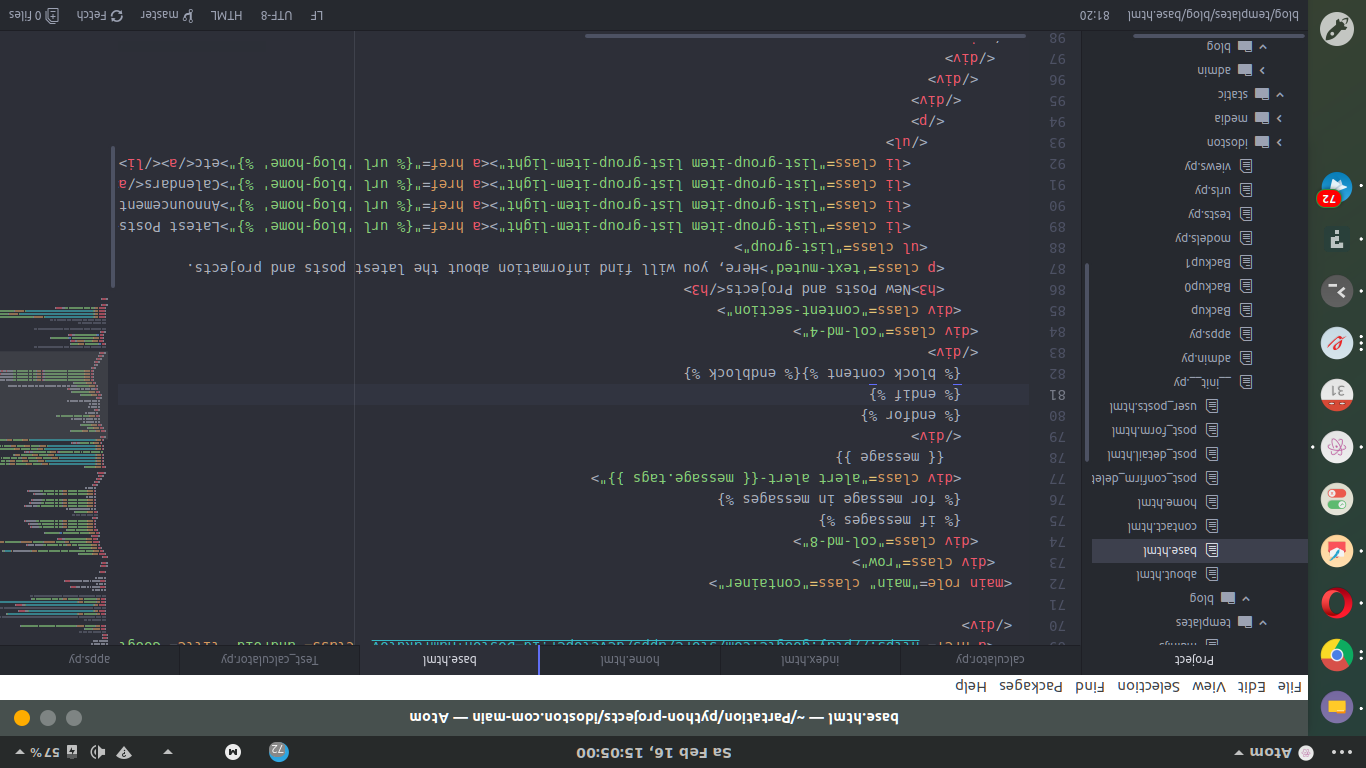 Atom
Sa Feb 16, 15:05:00
72
57 %
base.html — ~/Partation/python-projects/Idoston.com-main — Atom
File Edit View Selection Find Packages Help
Project
calculator.py
index.html
home.html
base.html
Test_calculator.py
apps.py
templates
blog
about.html
base.html
contact.html
home.html
post_confirm_delet
post_detail.html
post_form.html
user_posts.html
__init__.py
admin.py
apps.py
Backup
Backup0
Backup1
models.py
tests.py
urls.py
views.py
idoston
media
static
admin
blog
70 </div>
71
72 <main role="main" class="container">
73 <div class="row">
74 <div class="col-md-8">
75 {% if messages %}
76 {% for message in messages %}
77 <div class="alert alert-{{ message.tags }}">
78 {{ message }}
79 </div>
80 {% endfor %}
81 {% endif %}
82 {% block content %}{% endblock %}
83 </div>
84 <div class="col-md-4">
85 <div class="content-section">
86 <h3>New Posts and Projects</h3>
87 <p class='text-muted'>Here, you will find information about the latest posts and projects.
88 <ul class="list-group">
89 <li class="list-group-item list-group-item-light"><a href="{% url 'blog-home' %}">Latest Posts
90 <li class="list-group-item list-group-item-light"><a href="{% url 'blog-home' %}">Announcement
91 <li class="list-group-item list-group-item-light"><a href="{% url 'blog-home' %}">Calendars</a
92 <li class="list-group-item list-group-item-light"><a href="{% url 'blog-home' %}">etc</a></li>
93 </ul>
94 </p>
95 </div>
96 </div>
97 </div>
98
31
72
blog/templates/blog/base.html 81:20
LF UTF-8 HTML master Fetch 0 files